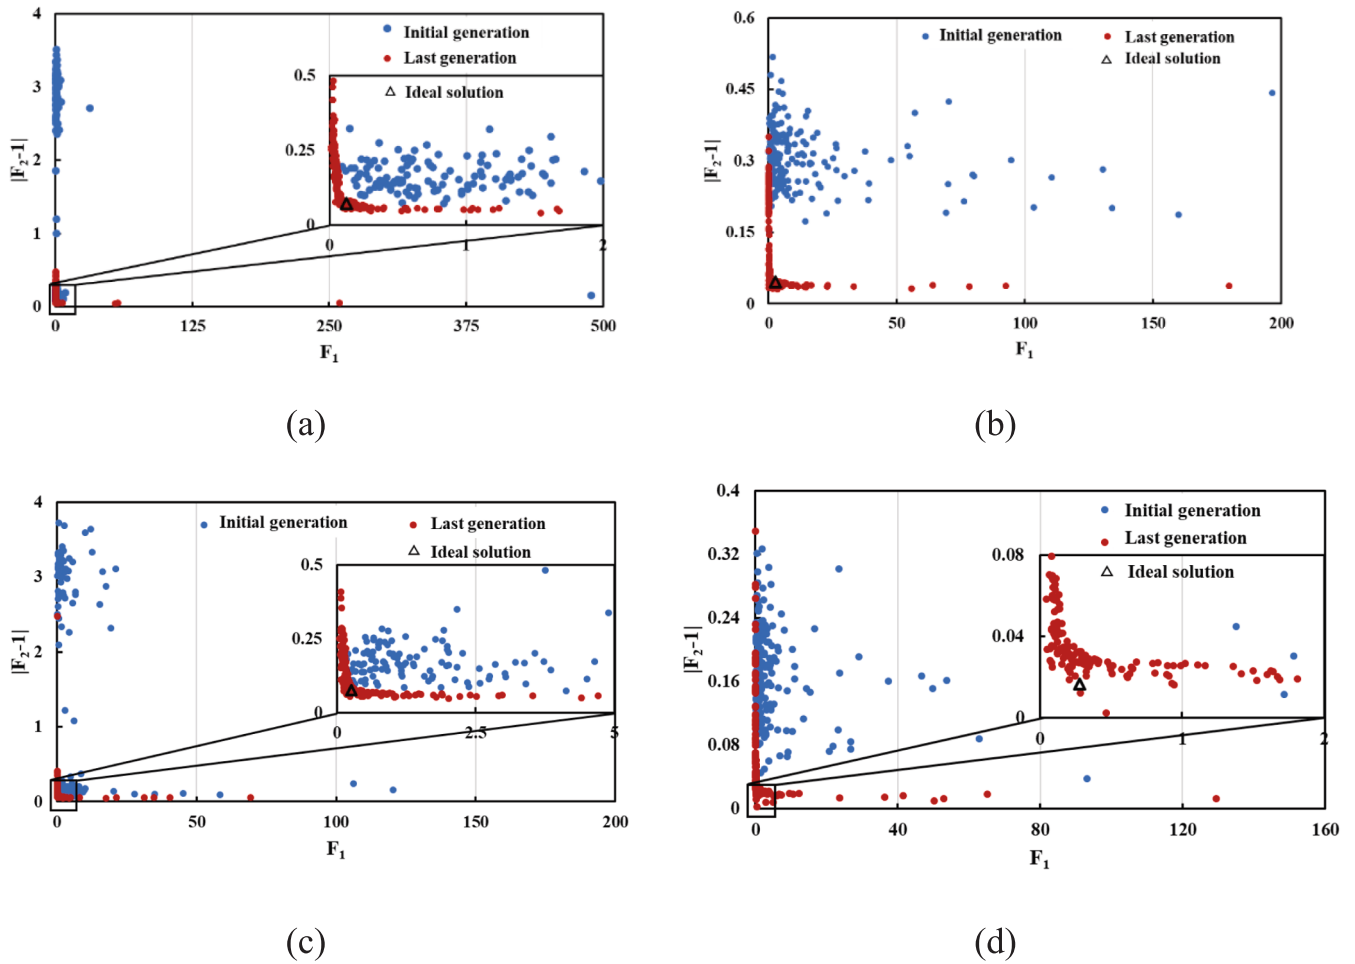 4
3
2
1
0
|F2-1|
0
125
250
375
500
F1
Initial generation
Last generation
Ideal solution
0.5
0.25
0
0
1
2
(a)
0.6
0.45
0.3
0.15
0
|F2-1|
0
50
100
150
200
F1
Initial generation
Last generation
Ideal solution
(b)
4
3
2
1
0
|F2-1|
0
50
100
150
200
F1
Initial generation
Last generation
Ideal solution
0.5
0.25
0
0
2.5
5
(c)
0.4
0.32
0.24
0.16
0.08
0
|F2-1|
0
40
80
120
160
F1
Initial generation
Last generation
Ideal solution
0.08
0.04
0
0
1
2
(d)